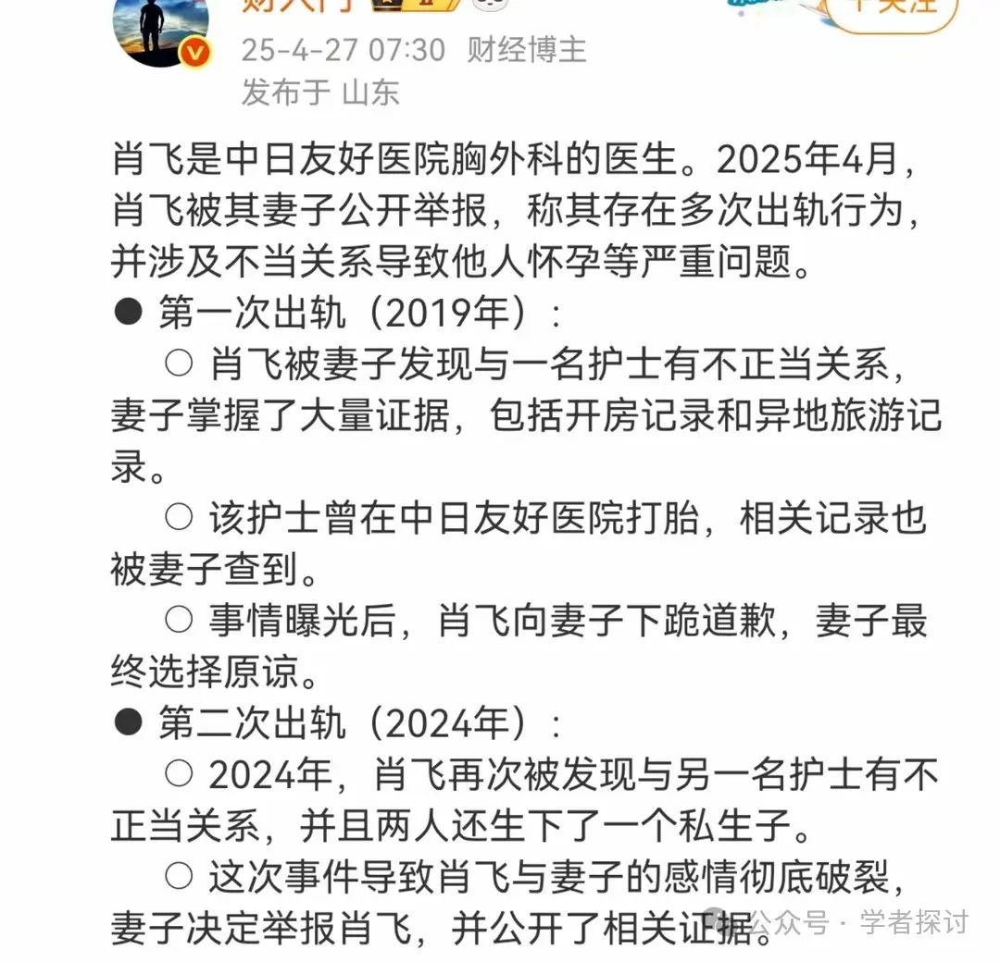 25-4-27 07:30 财经博主
发布于 山东
肖飞是中日友好医院胸外科的医生。2025年4月，
肖飞被其妻子公开举报，称其存在多次出轨行为，
并涉及不当关系导致他人怀孕等严重问题。
● 第一次出轨（2019年）：
○ 肖飞被妻子发现与一名护士有不正当关系，
妻子掌握了大量证据，包括开房记录和异地旅游记
录。
○ 该护士曾在中日友好医院打胎，相关记录也
被妻子查到。
○ 事情曝光后，肖飞向妻子下跪道歉，妻子最
终选择原谅。
● 第二次出轨（2024年）：
○ 2024年，肖飞再次被发现与另一名护士有不
正当关系，并且两人还生下了一个私生子。
○ 这次事件导致肖飞与妻子的感情彻底破裂，
妻子决定举报肖飞，并公开了相关证据。
公众号 · 学者探讨